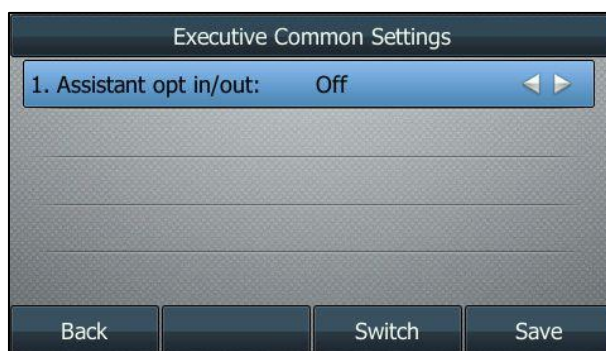 Executive Common Settings
1. Assistant opt in/out: Off
Back Switch Save